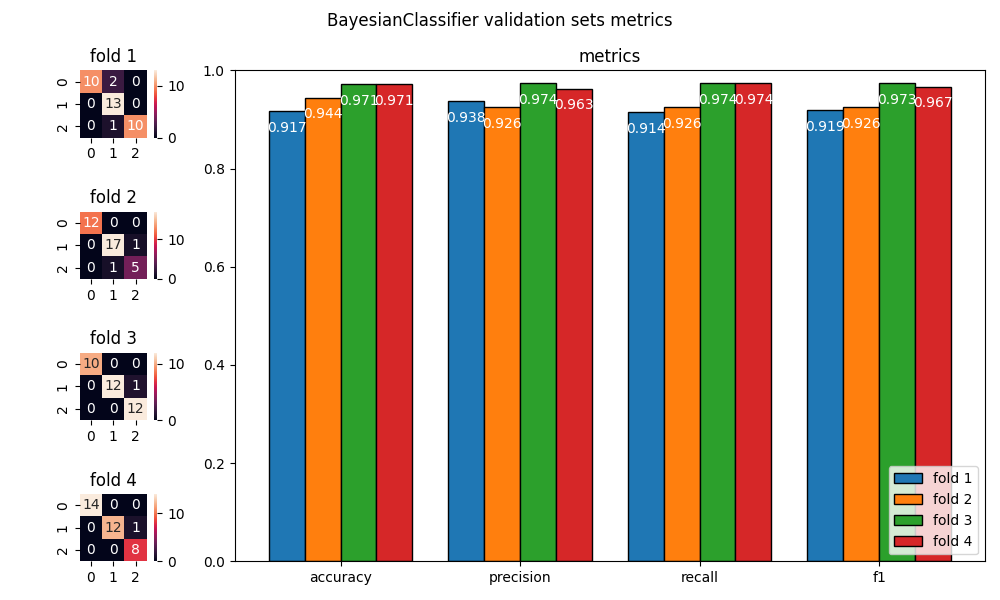 BayesianClassifier validation sets metrics
fold 1
0 10 2 0
1 0 13 0
2 0 1 10
0 1 2
10
0
fold 2
0 12 0 0
1 0 17 1
2 0 1 5
0 1 2
10
0
fold 3
0 10 0 0
1 0 12 1
2 0 0 12
0 1 2
10
0
fold 4
0 14 0 0
1 0 12 1
2 0 0 8
0 1 2
10
0
metrics
1.0
0.8
0.6
0.4
0.2
0.0
0.917 0.944 0.971 0.971
0.938 0.926 0.974 0.963
0.914 0.926 0.974 0.974
0.919 0.926 0.973 0.967
accuracy precision recall f1
fold 1
fold 2
fold 3
fold 4